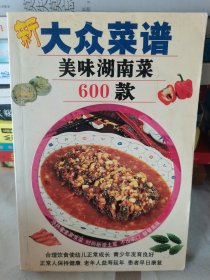 新大众菜谱
美味湖南菜
600款
合理饮食使幼儿正常成长 青少年发育良好
正常人保持健康 老年人益寿延年 患者早日康复